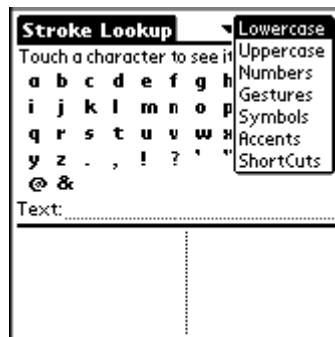 Stroke Lookup
Touch a character to see it
a b c d e f g h
i j k l m n o p
q r s t u v w x
y z . , ! ? ' "
@ &
Text:
Lowercase
Uppercase
Numbers
Gestures
Symbols
Accents
ShortCuts